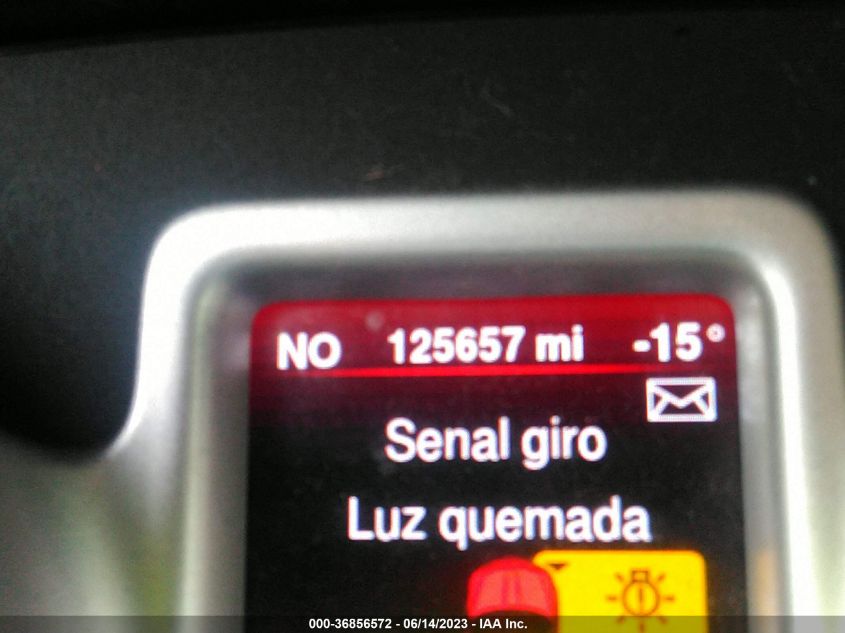 NO 125657 mi -15°
Senal giro
Luz quemada
000-36856572 - 06/14/2023 - IAA Inc.